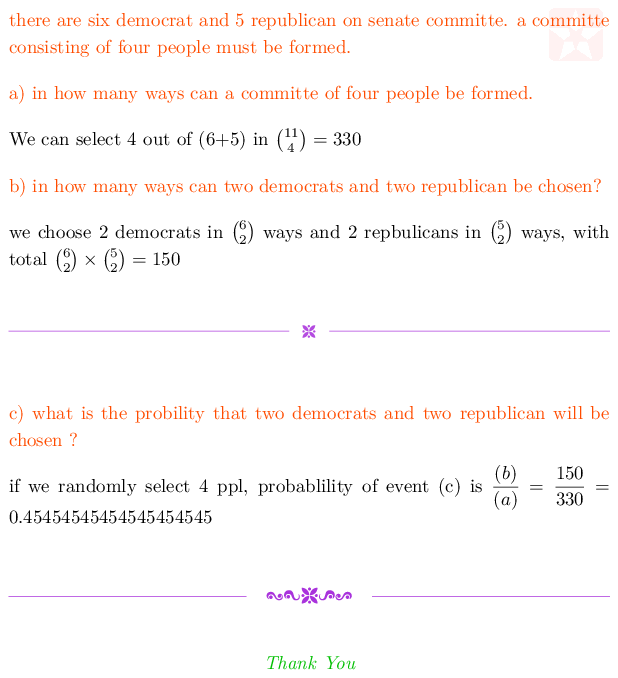 there are six democrat and 5 republican on senate committe. a committe
consisting of four people must be formed.
a) in how many ways can a committe of four people be formed.
We can select 4 out of (6+5) in $\binom{11}{4} = 330$
b) in how many ways can two democrats and two republican be chosen?
we choose 2 democrats in $\binom{6}{2}$ ways and 2 repbulicans in $\binom{5}{2}$ ways, with
total $\binom{6}{2} \times \binom{5}{2} = 150$
c) what is the probility that two democrats and two republican will be
chosen ?
if we randomly select 4 ppl, probablility of event (c) is $\frac{(b)}{(a)} = \frac{150}{330} =$
0.45454545454545454545
Thank You